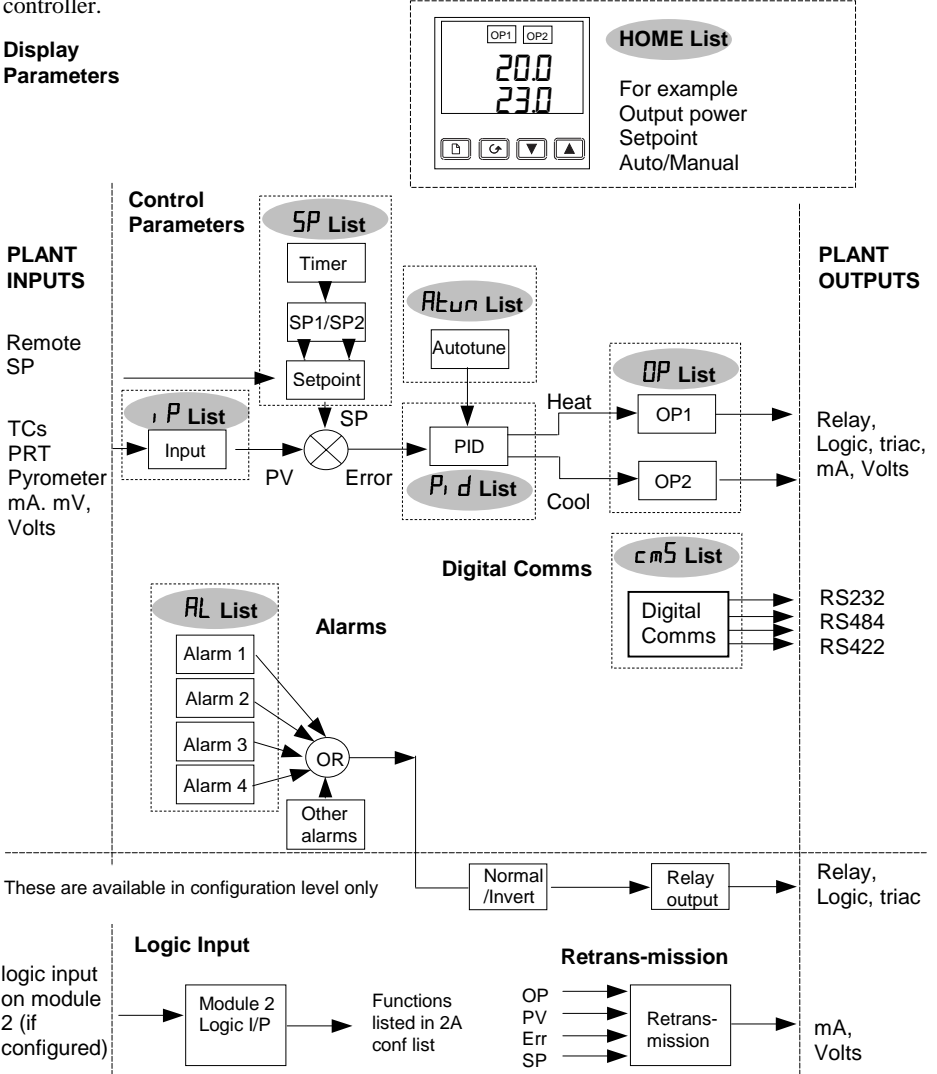 controller.
Display
Parameters
OP1 OP2
20.0
23.0
HOME List
For example
Output power
Setpoint
Auto/Manual
Control
Parameters
SP List
Timer
SP1/SP2
Setpoint
SP
PLANT
INPUTS
Remote
SP
TCs
PRT
Pyrometer
mA. mV,
Volts
iP List
Input
PV
Error
Atun List
Autotune
PID
Pid List
Heat
Cool
OP List
OP1
OP2
PLANT
OUTPUTS
Relay,
Logic, triac,
mA, Volts
Digital Comms
cmS List
Digital
Comms
RS232
RS484
RS422
AL List
Alarms
Alarm 1
Alarm 2
Alarm 3
Alarm 4
OR
Other
alarms
These are available in configuration level only
Normal
/Invert
Relay
output
Relay,
Logic, triac
Logic Input
logic input
on module
2 (if
configured)
Module 2
Logic I/P
Functions
listed in 2A
conf list
Retrans-mission
OP
PV
Err
SP
Retrans-
mission
mA,
Volts